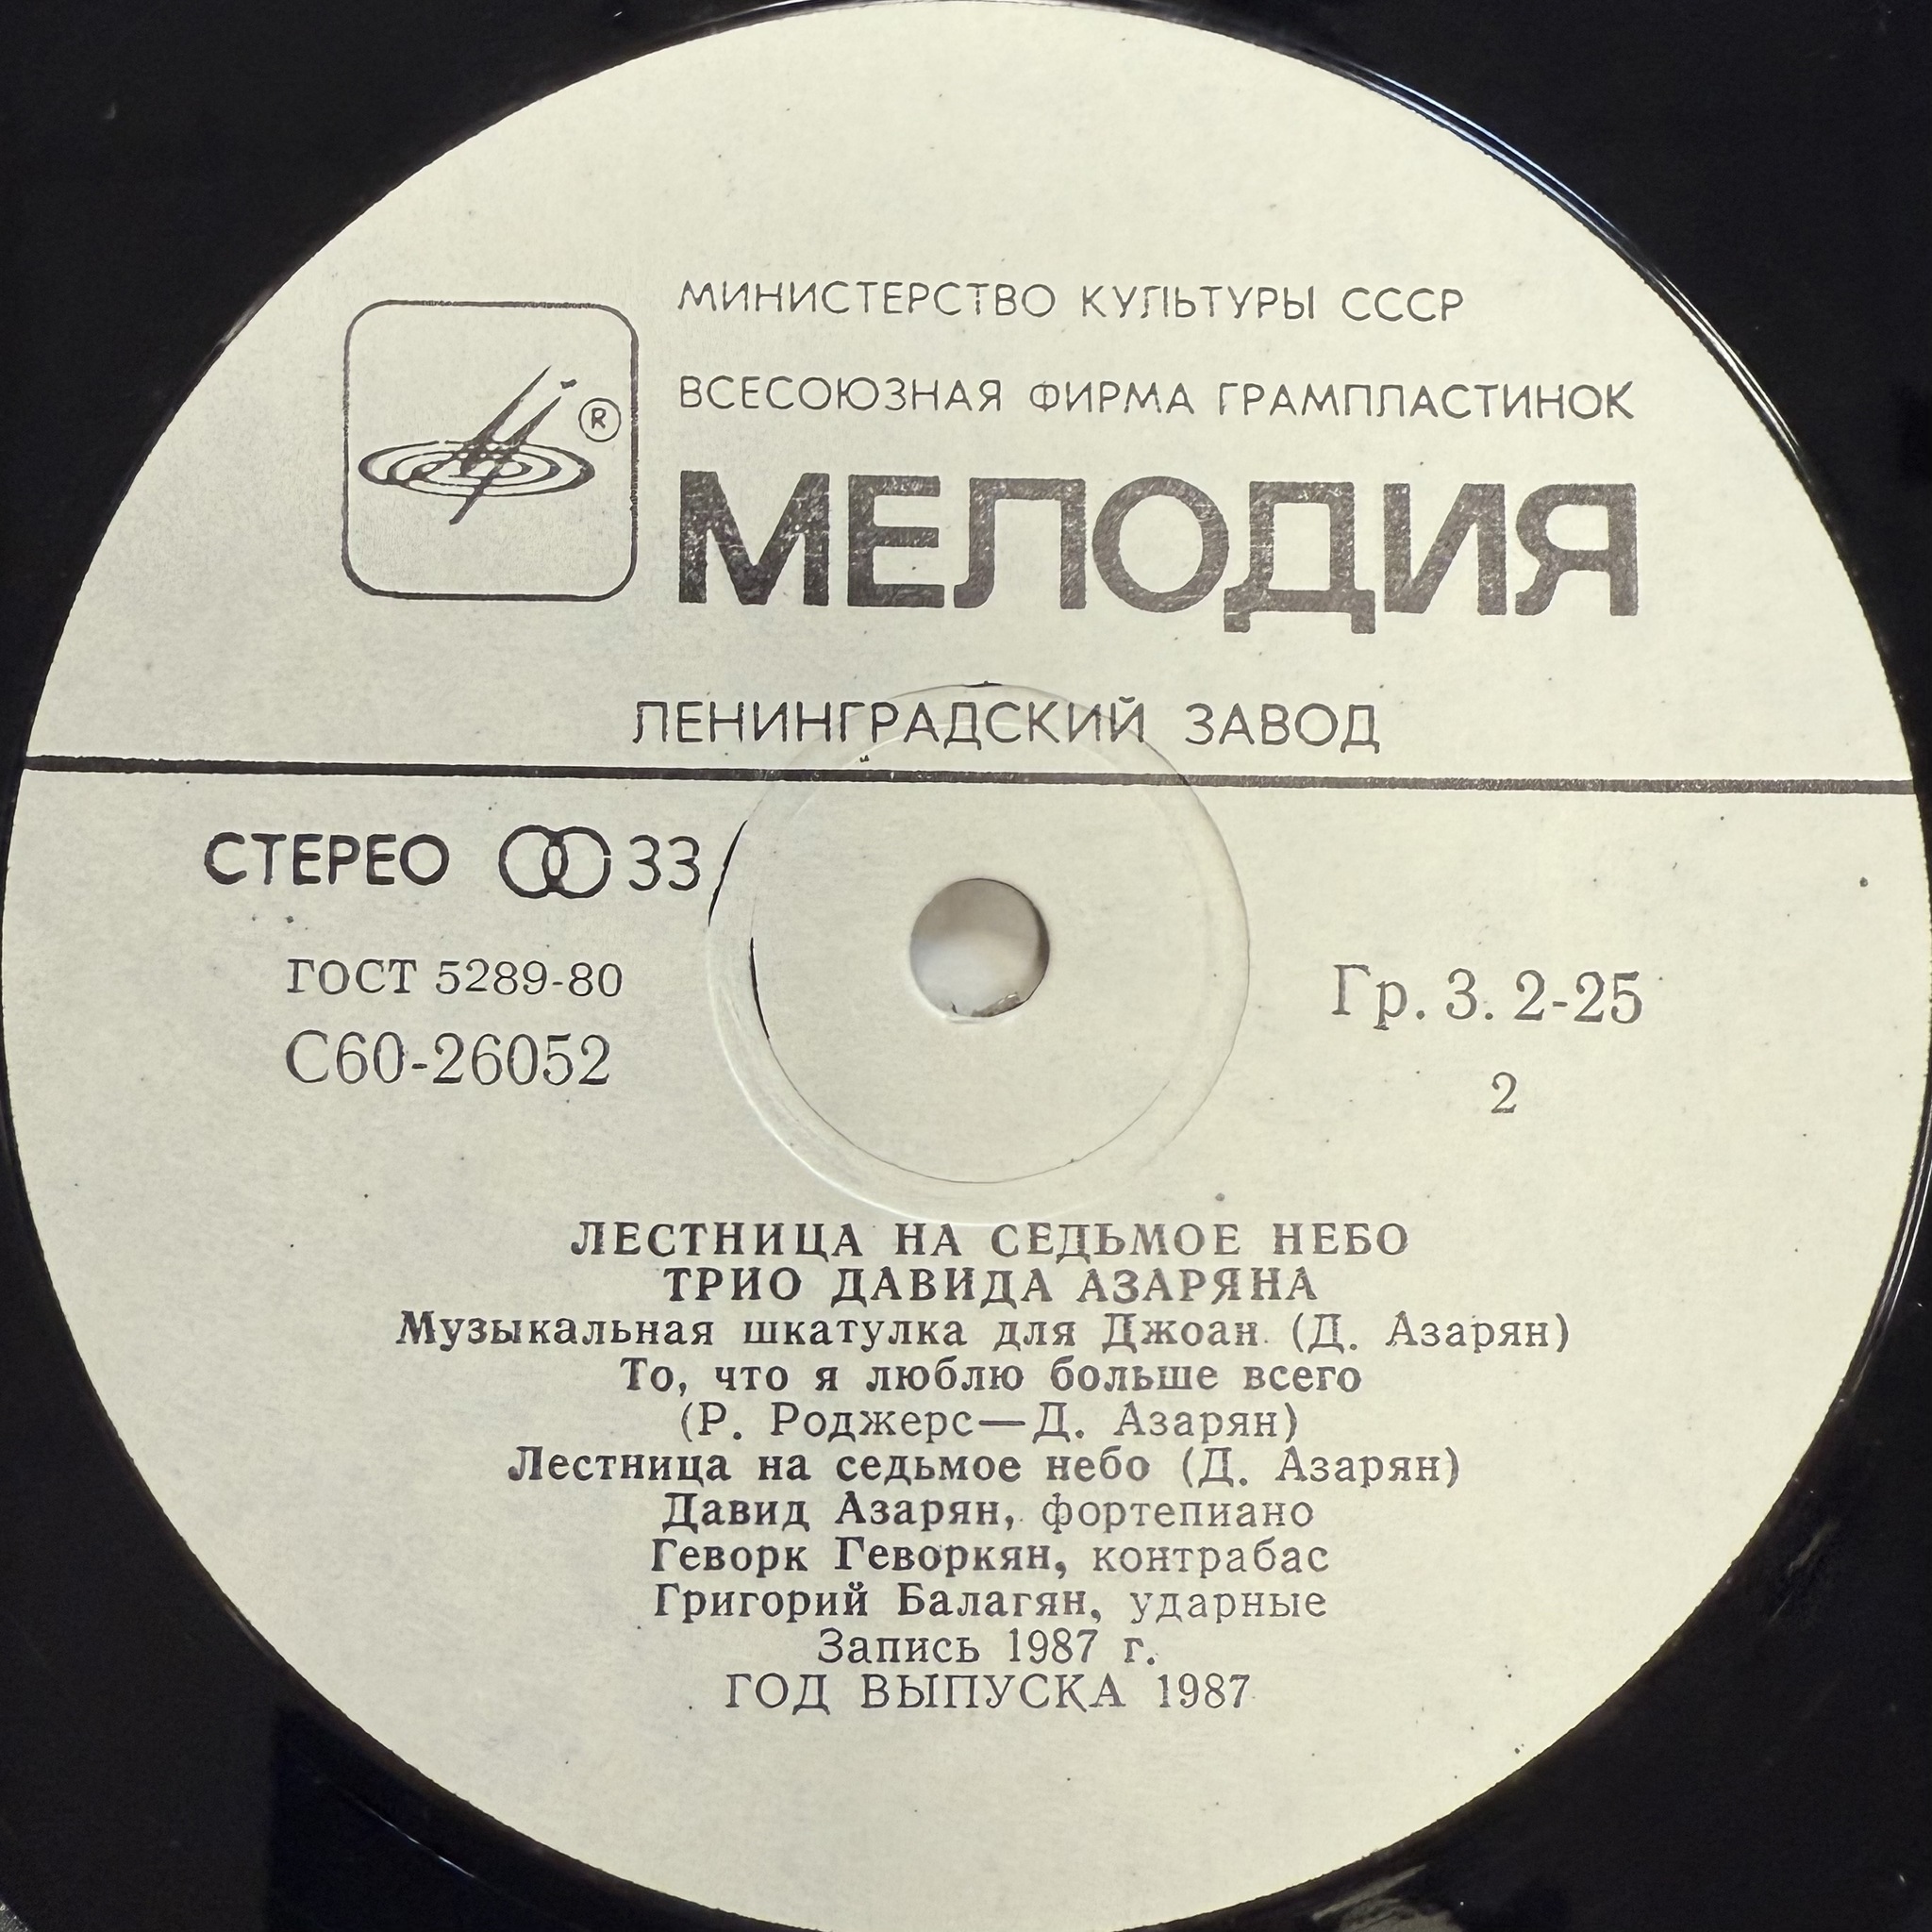 МИНИСТЕРСТВО КУЛЬТУРЫ СССР
ВСЕСОЮЗНАЯ ФИРМА ГРАМПЛАСТИНОК
®
МЕЛОДИЯ
ЛЕНИНГРАДСКИЙ ЗАВОД
СТЕРЕО 33
ГОСТ 5289-80
С60-26052
Гр. 3. 2-25
2
ЛЕСТНИЦА НА СЕДЬМОЕ НЕБО
ТРИО ДАВИДА АЗАРЯНА
Музыкальная шкатулка для Джоан (Д. Азарян)
То, что я люблю больше всего
(Р. Роджерс—Д. Азарян)
Лестница на седьмое небо (Д. Азарян)
Давид Азарян, фортепиано
Геворк Геворкян, контрабас
Григорий Балагян, ударные
Запись 1987 г.
ГОД ВЫПУСКА 1987